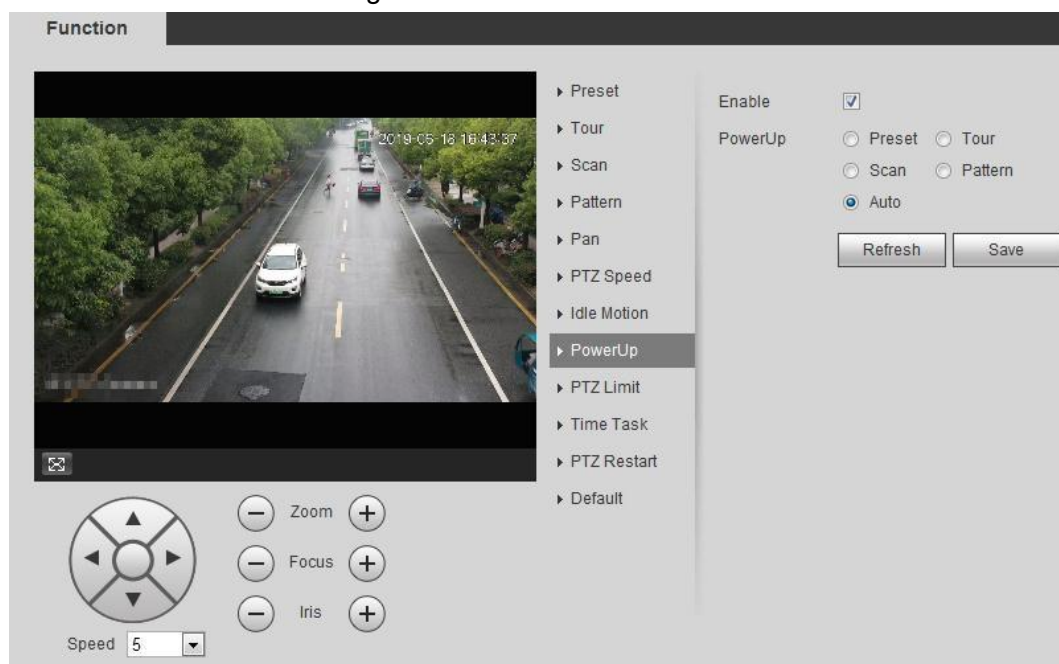 Function
2019-05-18 16:43:37
Preset
Tour
Scan
Pattern
Pan
PTZ Speed
Idle Motion
PowerUp
PTZ Limit
Time Task
PTZ Restart
Default
Enable
PowerUp
Preset
Tour
Scan
Pattern
Auto
Refresh
Save
Zoom
Focus
Iris
Speed 5